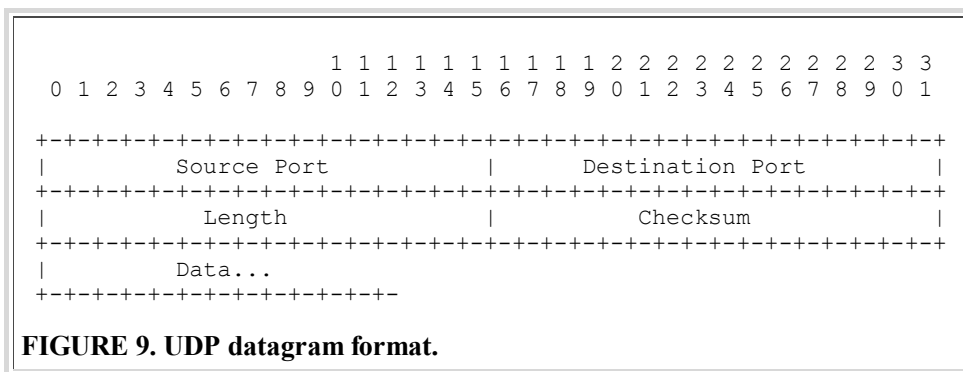 1 1 1 1 1 1 1 1 1 1 2 2 2 2 2 2 2 2 2 2 3 3
 0 1 2 3 4 5 6 7 8 9 0 1 2 3 4 5 6 7 8 9 0 1 2 3 4 5 6 7 8 9 0 1
+-+-+-+-+-+-+-+-+-+-+-+-+-+-+-+-+-+-+-+-+-+-+-+-+-+-+-+-+-+-+-+-+
|         Source Port           |      Destination Port         |
+-+-+-+-+-+-+-+-+-+-+-+-+-+-+-+-+-+-+-+-+-+-+-+-+-+-+-+-+-+-+-+-+
|           Length              |          Checksum             |
+-+-+-+-+-+-+-+-+-+-+-+-+-+-+-+-+-+-+-+-+-+-+-+-+-+-+-+-+-+-+-+-+
|         Data...
+-+-+-+-+-+-+-+-+-+-+-+-+-
FIGURE 9. UDP datagram format.